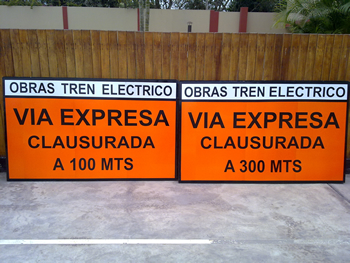 OBRAS TREN ELECTRICO
VIA EXPRESA
CLAUSURADA
A 100 MTS
OBRAS TREN ELECTRICO
VIA EXPRESA
CLAUSURADA
A 300 MTS